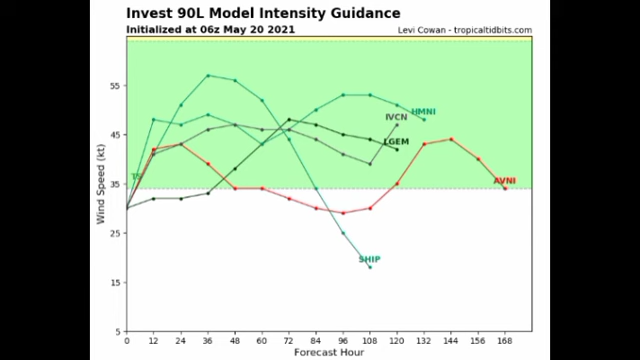 Invest 90L Model Intensity Guidance
Initialized at 06z May 20 2021
Levi Cowan - tropicaltidbits.com
Wind Speed (kt)
55
45
35
25
15
5
TS
IVCN
HMNI
LGEM
AVNI
SHIP
0 12 24 36 48 60 72 84 96 108 120 132 144 156 168
Forecast Hour